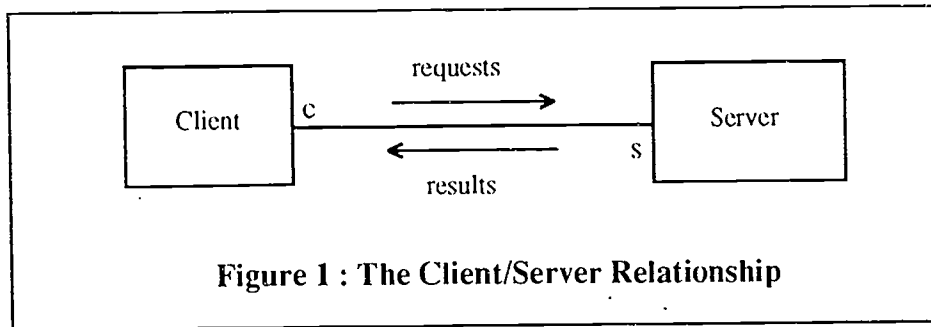 requests
Client
c
Server
s
results
Figure 1 : The Client/Server Relationship